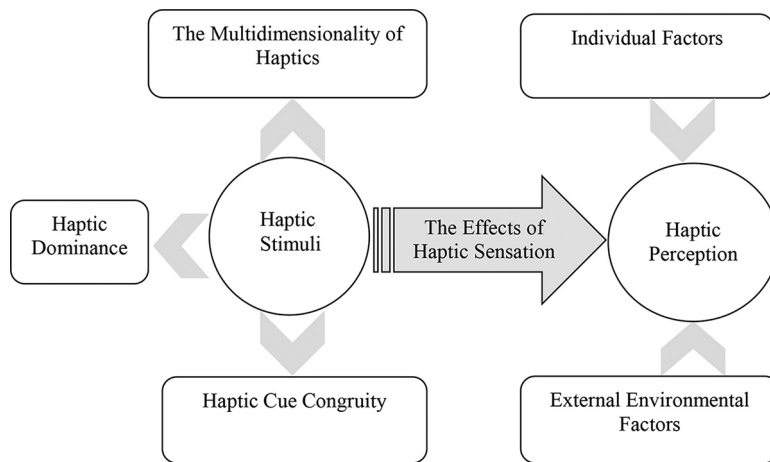 The Multidimensionality of
Haptics
Individual Factors
Haptic
Dominance
Haptic
Stimuli
The Effects of
Haptic Sensation
Haptic
Perception
Haptic Cue Congruity
External Environmental
Factors